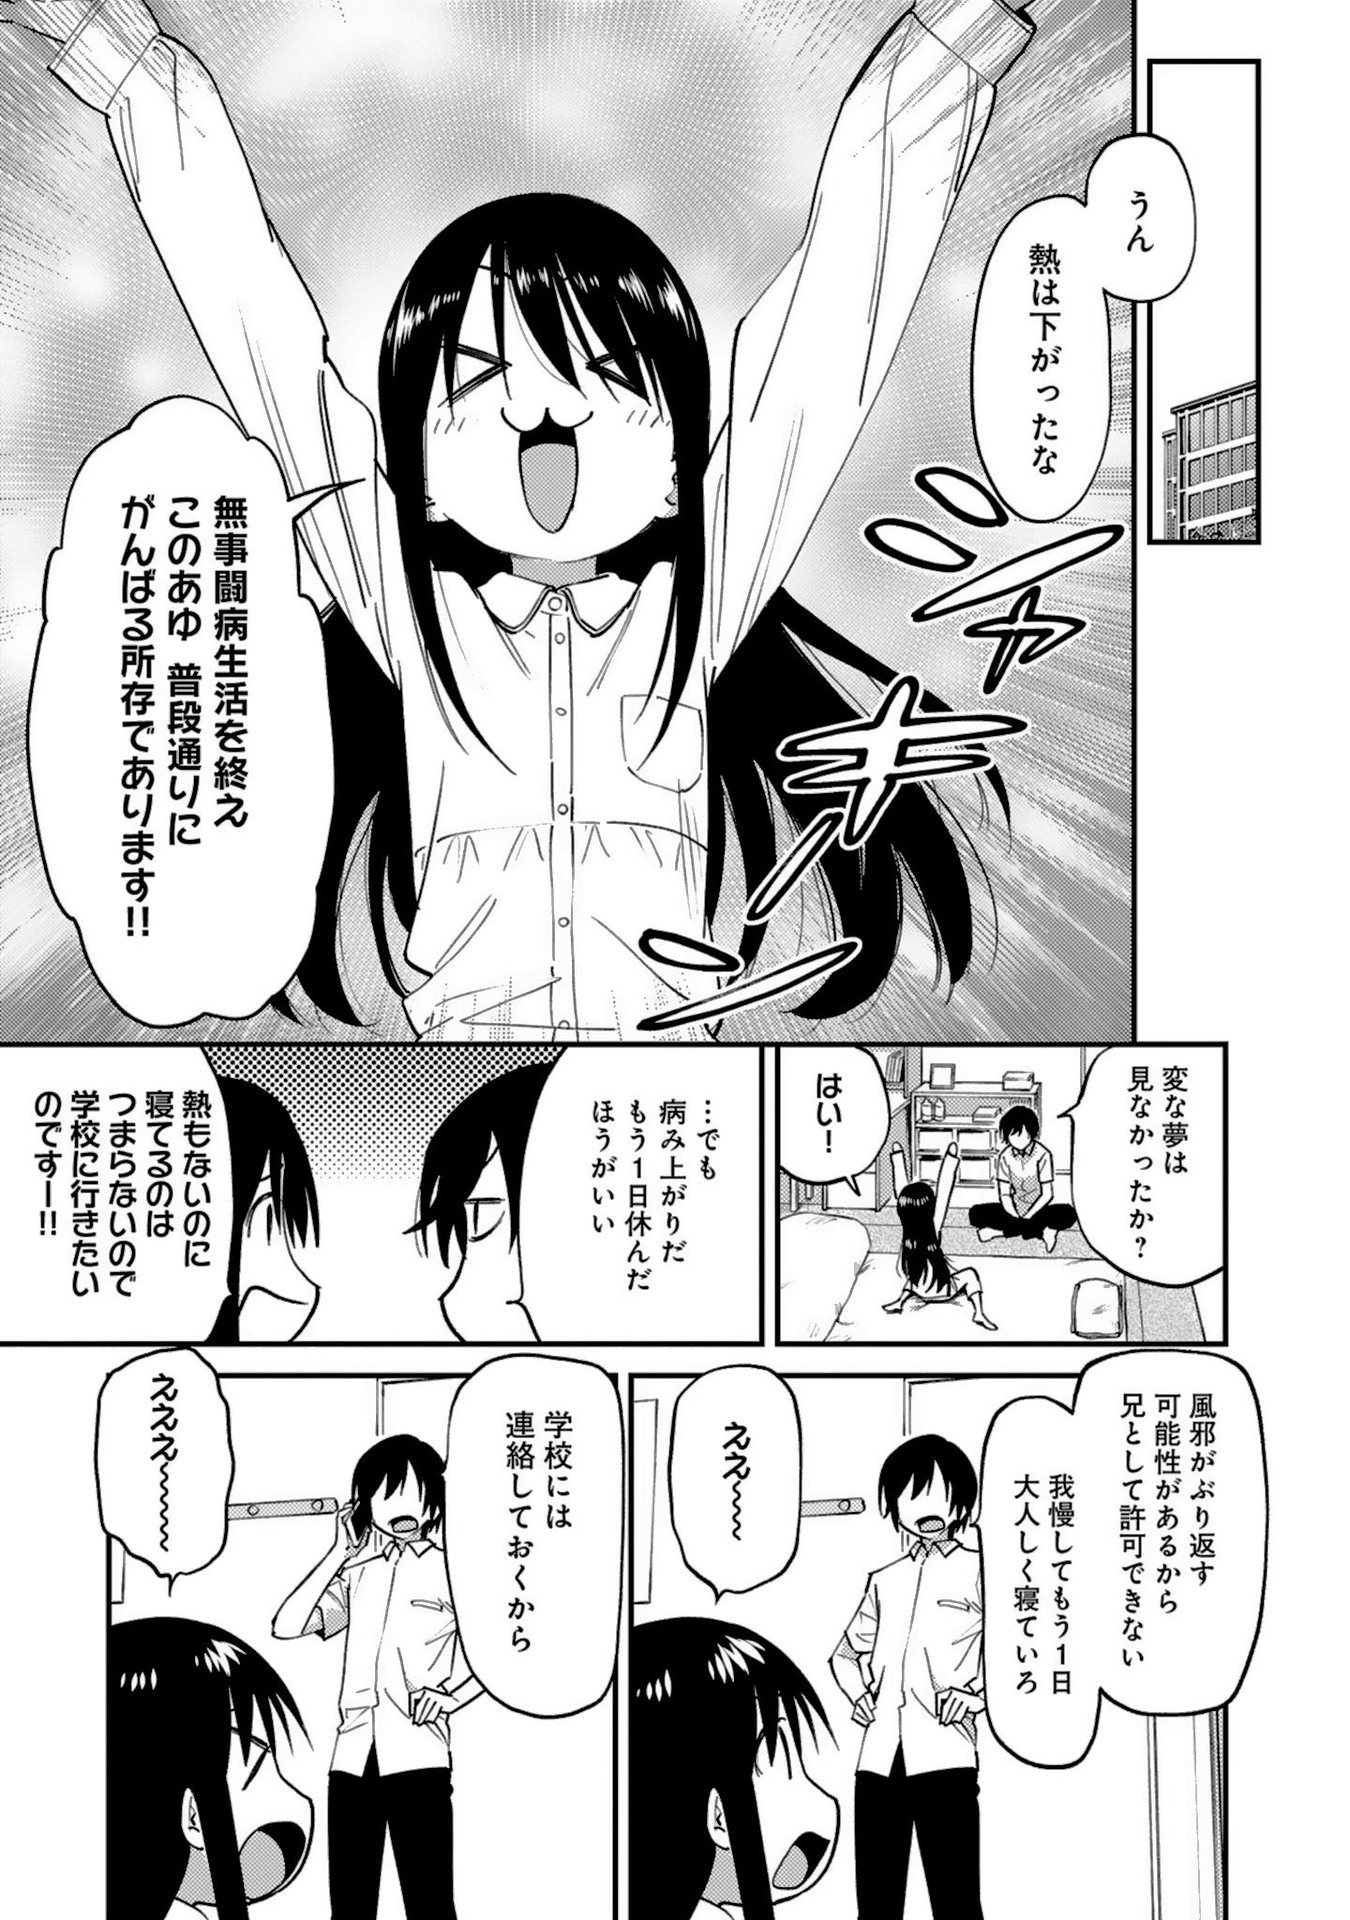 うん
熱は下がったな
シャキーン
無事闘病生活を終え
このあゆ 普段通りに
がんばる所存であります!!
変な夢は
見なかったか?
はい!
…でも
病み上がりだ
もう1日休んだ
ほうがいい
熱もないのに
寝てるのは
つまらないので
学校に行きたい
のですー!!
風邪がぶり返す
可能性があるから
兄として許可できない
我慢してもう1日
大人しく寝ていろ
ええ〜〜〜
学校には
連絡しておくから
えええ〜〜〜〜